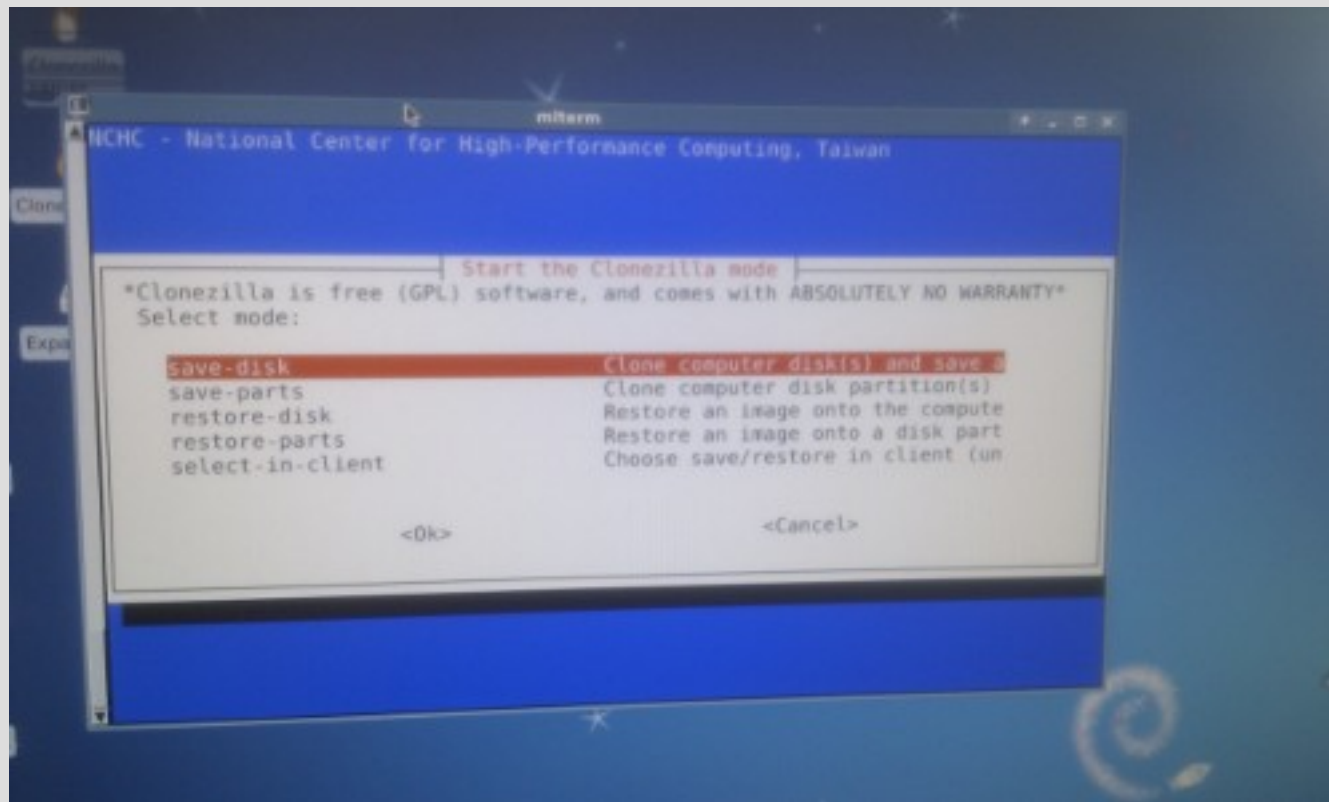 Clonezilla
mlterm
NCHC - National Center for High-Performance Computing, Taiwan
Clone
Start the Clonezilla mode
*Clonezilla is free (GPL) software, and comes with ABSOLUTELY NO WARRANTY*
Select mode:
Expa
save-disk Clone computer disk(s) and save a
save-parts Clone computer disk partition(s)
restore-disk Restore an image onto the compute
restore-parts Restore an image onto a disk part
select-in-client Choose save/restore in client (un
<Ok> <Cancel>